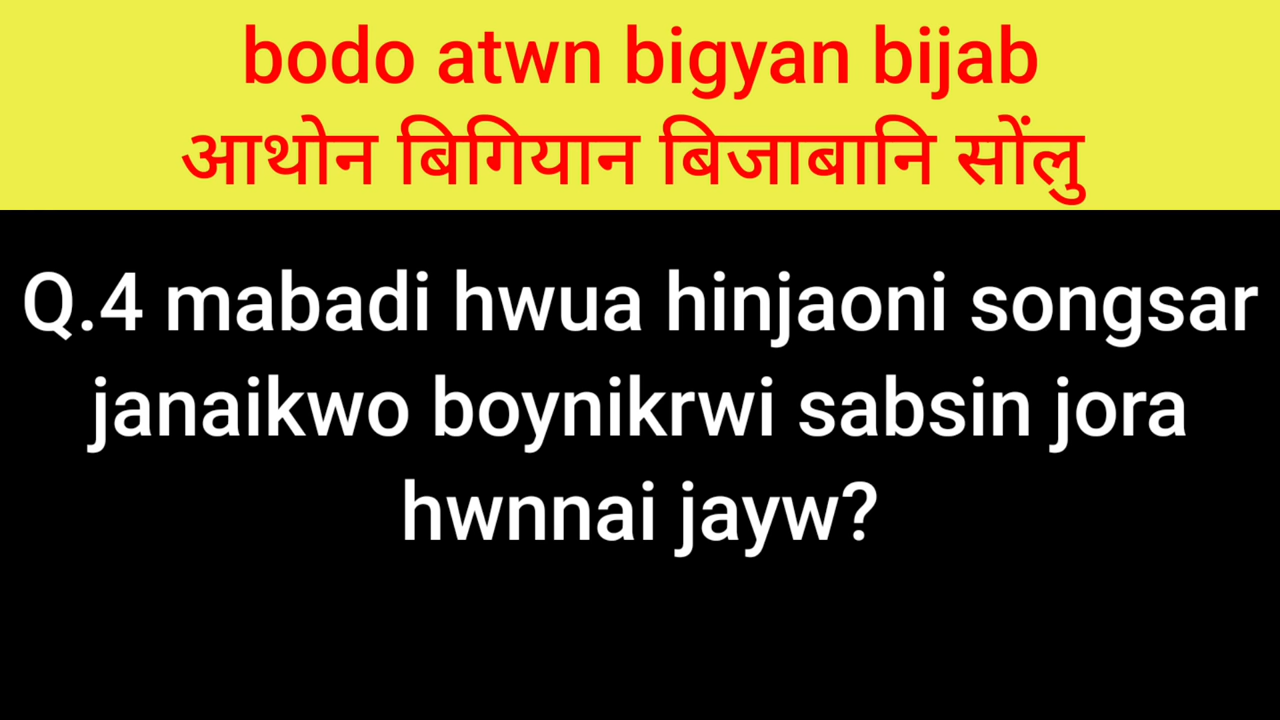 bodo atwn bigyan bijab
आथोन बिगियान बिजाबानि सोंलु
Q.4 mabadi hwua hinjaoni songsar
janaikwo boynikrwi sabsin jora
hwnnai jayw?